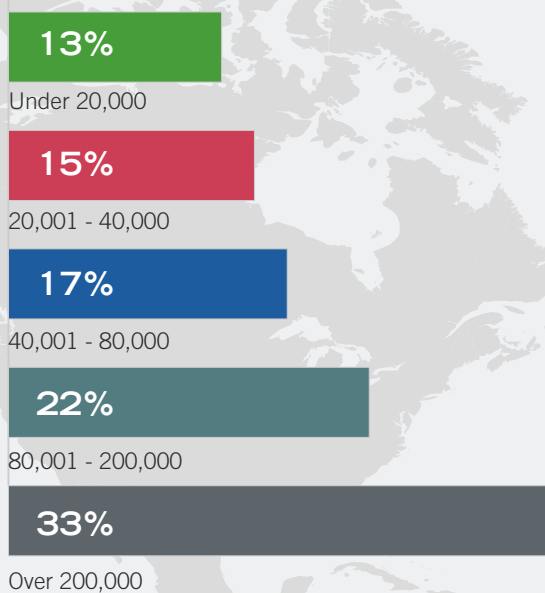 13%
Under 20,000
15%
20,001 - 40,000
17%
40,001 - 80,000
22%
80,001 - 200,000
33%
Over 200,000